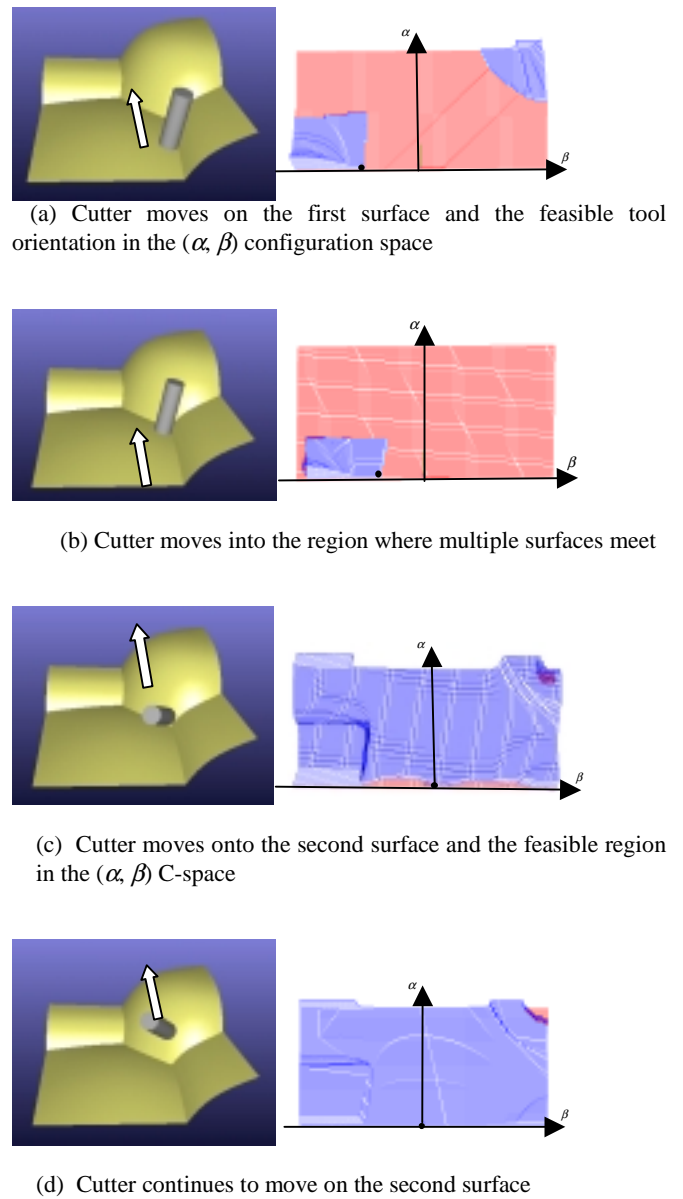 α
β
(a) Cutter moves on the first surface and the feasible tool
orientation in the (α, β) configuration space
α
β
(b) Cutter moves into the region where multiple surfaces meet
α
β
(c) Cutter moves onto the second surface and the feasible region
in the (α, β) C-space
α
β
(d) Cutter continues to move on the second surface